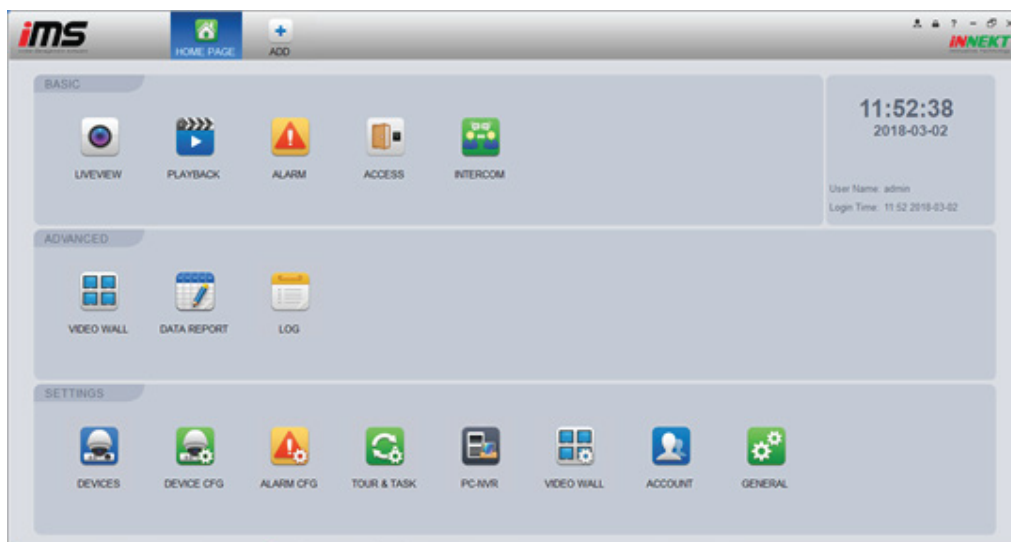 ims
HOME PAGE
ADD
?
iNNEKT
BASIC
LIVEVIEW
PLAYBACK
ALARM
ACCESS
INTERCOM
11:52:38
2018-03-02
User Name: admin
Login Time: 11:52 2018-03-02
ADVANCED
VIDEO WALL
DATA REPORT
LOG
SETTINGS
DEVICES
DEVICE CFG
ALARM CFG
TOUR & TASK
PC-NVR
VIDEO WALL
ACCOUNT
GENERAL